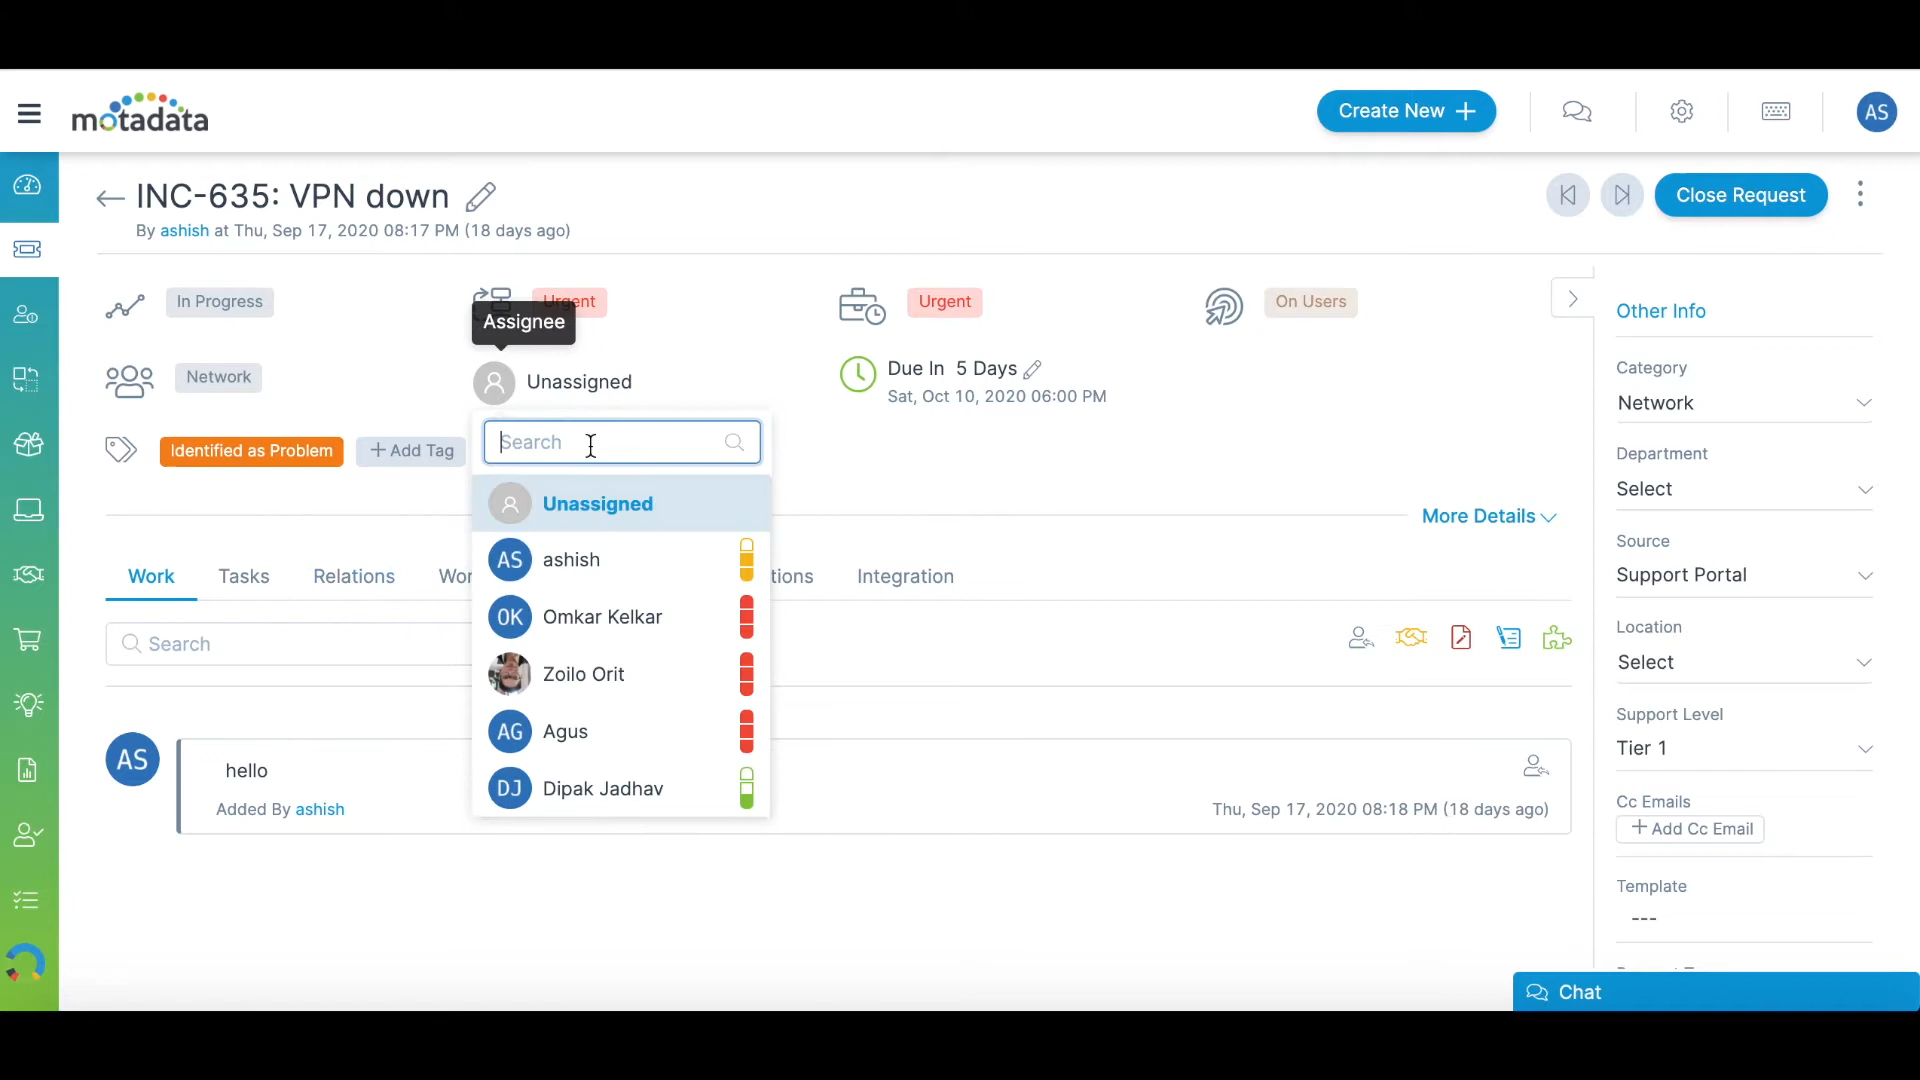 motadata
Create New +
AS
INC-635: VPN down
By ashish at Thu, Sep 17, 2020 08:17 PM (18 days ago)
Close Request
In Progress
Urgent
Urgent
On Users
Assignee
Network
Unassigned
Due In 5 Days
Sat, Oct 10, 2020 06:00 PM
Identified as Problem
+ Add Tag
Search
Unassigned
AS ashish
OK Omkar Kelkar
Zoilo Orit
AG Agus
DJ Dipak Jadhav
More Details
Work
Tasks
Relations
Wor
tions
Integration
Search
AS
hello
Added By ashish
Thu, Sep 17, 2020 08:18 PM (18 days ago)
Other Info
Category
Network
Department
Select
Source
Support Portal
Location
Select
Support Level
Tier 1
Cc Emails
+ Add Cc Email
Template
---
Chat